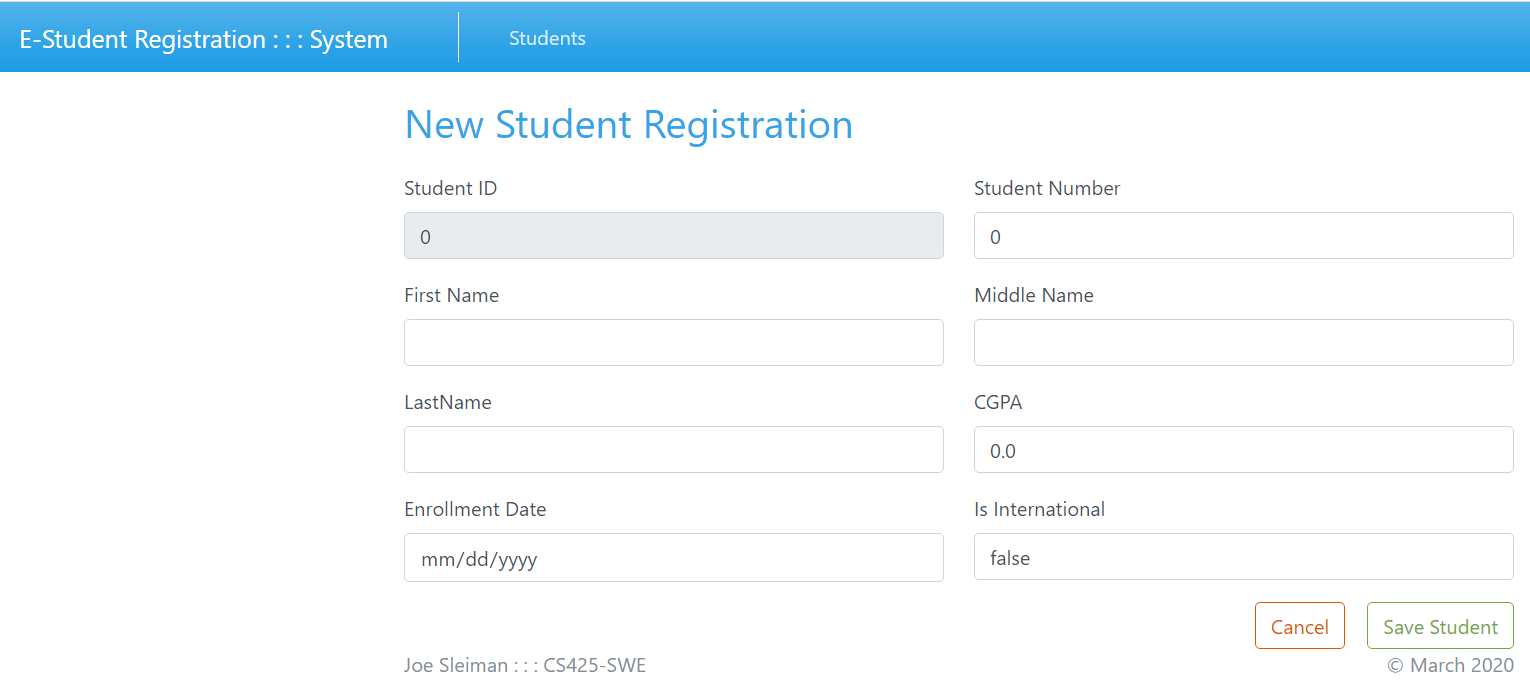 E-Student Registration : : : System
Students
New Student Registration
Student ID
Student Number
0
0
First Name
Middle Name
LastName
CGPA
0.0
Enrollment Date
Is International
mm/dd/yyyy
false
Cancel
Save Student
Joe Sleiman : : : CS425-SWE
© March 2020